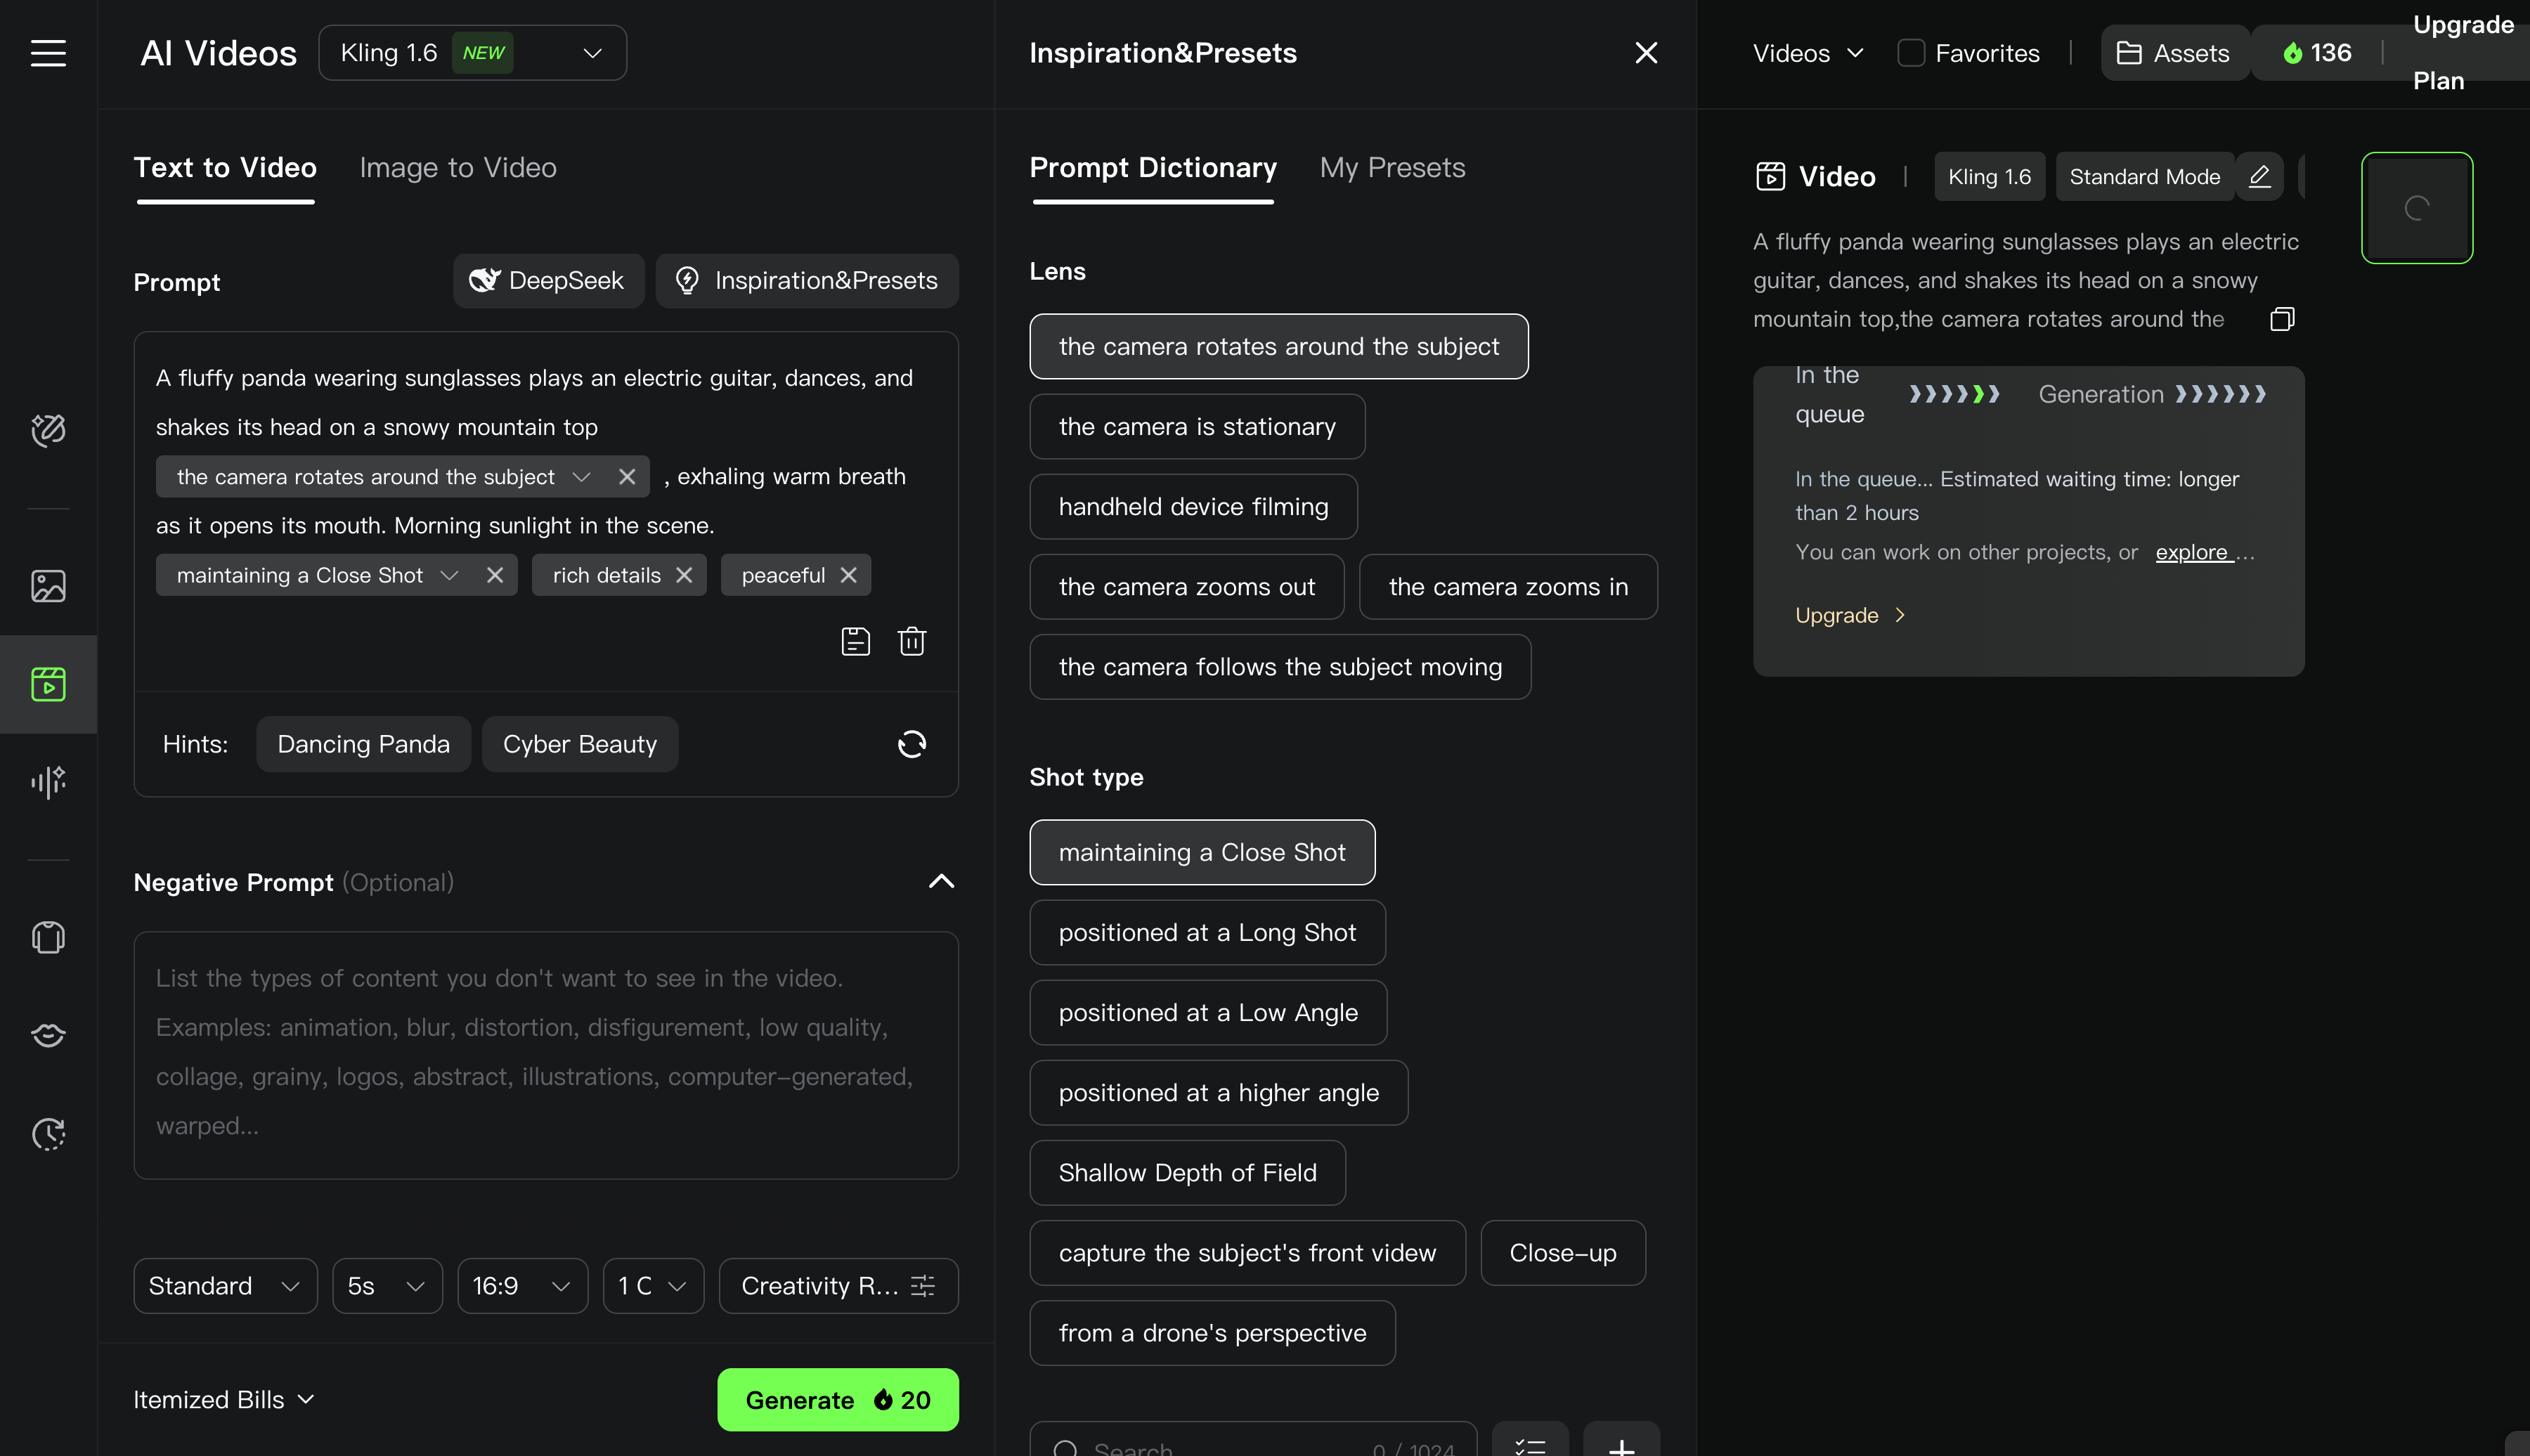 AI Videos
Kling 1.6 NEW
Text to Video
Image to Video
Prompt
DeepSeek
Inspiration&Presets
A fluffy panda wearing sunglasses plays an electric guitar, dances, and
shakes its head on a snowy mountain top
the camera rotates around the subject , exhaling warm breath
as it opens its mouth. Morning sunlight in the scene.
maintaining a Close Shot rich details peaceful
Hints: Dancing Panda Cyber Beauty
Negative Prompt (Optional)
List the types of content you don't want to see in the video.
Examples: animation, blur, distortion, disfigurement, low quality,
collage, grainy, logos, abstract, illustrations, computer-generated,
warped...
Standard 5s 16:9 1 C Creativity R...
Itemized Bills
Generate 20
Inspiration&Presets
Prompt Dictionary
My Presets
Lens
the camera rotates around the subject
the camera is stationary
handheld device filming
the camera zooms out
the camera zooms in
the camera follows the subject moving
Shot type
maintaining a Close Shot
positioned at a Long Shot
positioned at a Low Angle
positioned at a higher angle
Shallow Depth of Field
capture the subject's front videw
Close-up
from a drone's perspective
Search 0 / 1024
Videos
Favorites
Assets
136
Upgrade
Plan
Video | Kling 1.6 Standard Mode
A fluffy panda wearing sunglasses plays an electric
guitar, dances, and shakes its head on a snowy
mountain top,the camera rotates around the
In the
queue
Generation
In the queue... Estimated waiting time: longer
than 2 hours
You can work on other projects, or explore ...
Upgrade